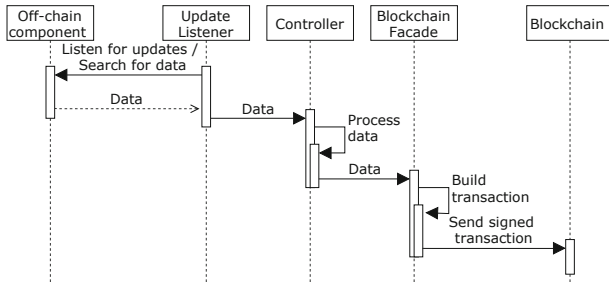 Off-chain
component
Update
Listener
Controller
Blockchain
Facade
Blockchain
Listen for updates /
Search for data
Data
Data
Process
data
Data
Build
transaction
Send signed
transaction